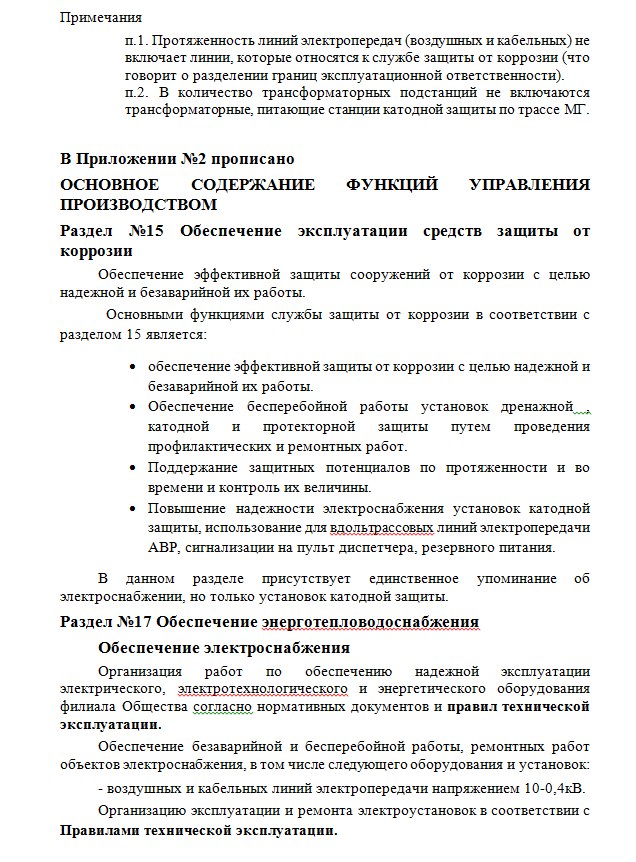 Примечания
п.1. Протяженность линий электропередач (воздушных и кабельных) не
включает линии, которые относятся к службе защиты от коррозии (что
говорит о разделении границ эксплуатационной ответственности).
п.2. В количество трансформаторных подстанций не включаются
трансформаторные, питающие станции катодной защиты по трассе МГ.
В Приложении №2 прописано
ОСНОВНОЕ СОДЕРЖАНИЕ ФУНКЦИЙ УПРАВЛЕНИЯ
ПРОИЗВОДСТВОМ
Раздел №15 Обеспечение эксплуатации средств защиты от
коррозии
Обеспечение эффективной защиты сооружений от коррозии с целью
надежной и безаварийной их работы.
Основными функциями службы защиты от коррозии в соответствии с
разделом 15 является:
• обеспечение эффективной защиты от коррозии с целью надежной и
безаварийной их работы.
• Обеспечение бесперебойной работы установок дренажной ,
катодной и протекторной защиты путем проведения
профилактических и ремонтных работ.
• Поддержание защитных потенциалов по протяженности и во
времени и контроль их величины.
• Повышение надежности электроснабжения установок катодной
защиты, использование для вдольтрассовых линий электропередачи
АВР, сигнализации на пульт диспетчера, резервного питания.
В данном разделе присутствует единственное упоминание об
электроснабжении, но только установок катодной защиты.
Раздел №17 Обеспечение энерготепловодоснабжения
Обеспечение электроснабжения
Организация работ по обеспечению надежной эксплуатации
электрического, электротехнологического и энергетического оборудования
филиала Общества согласно нормативных документов и правил технической
эксплуатации.
Обеспечение безаварийной и бесперебойной работы, ремонтных работ
объектов электроснабжения, в том числе следующего оборудования и установок:
- воздушных и кабельных линий электропередачи напряжением 10-0,4кВ.
Организацию эксплуатации и ремонта электроустановок в соответствии с
Правилами технической эксплуатации.